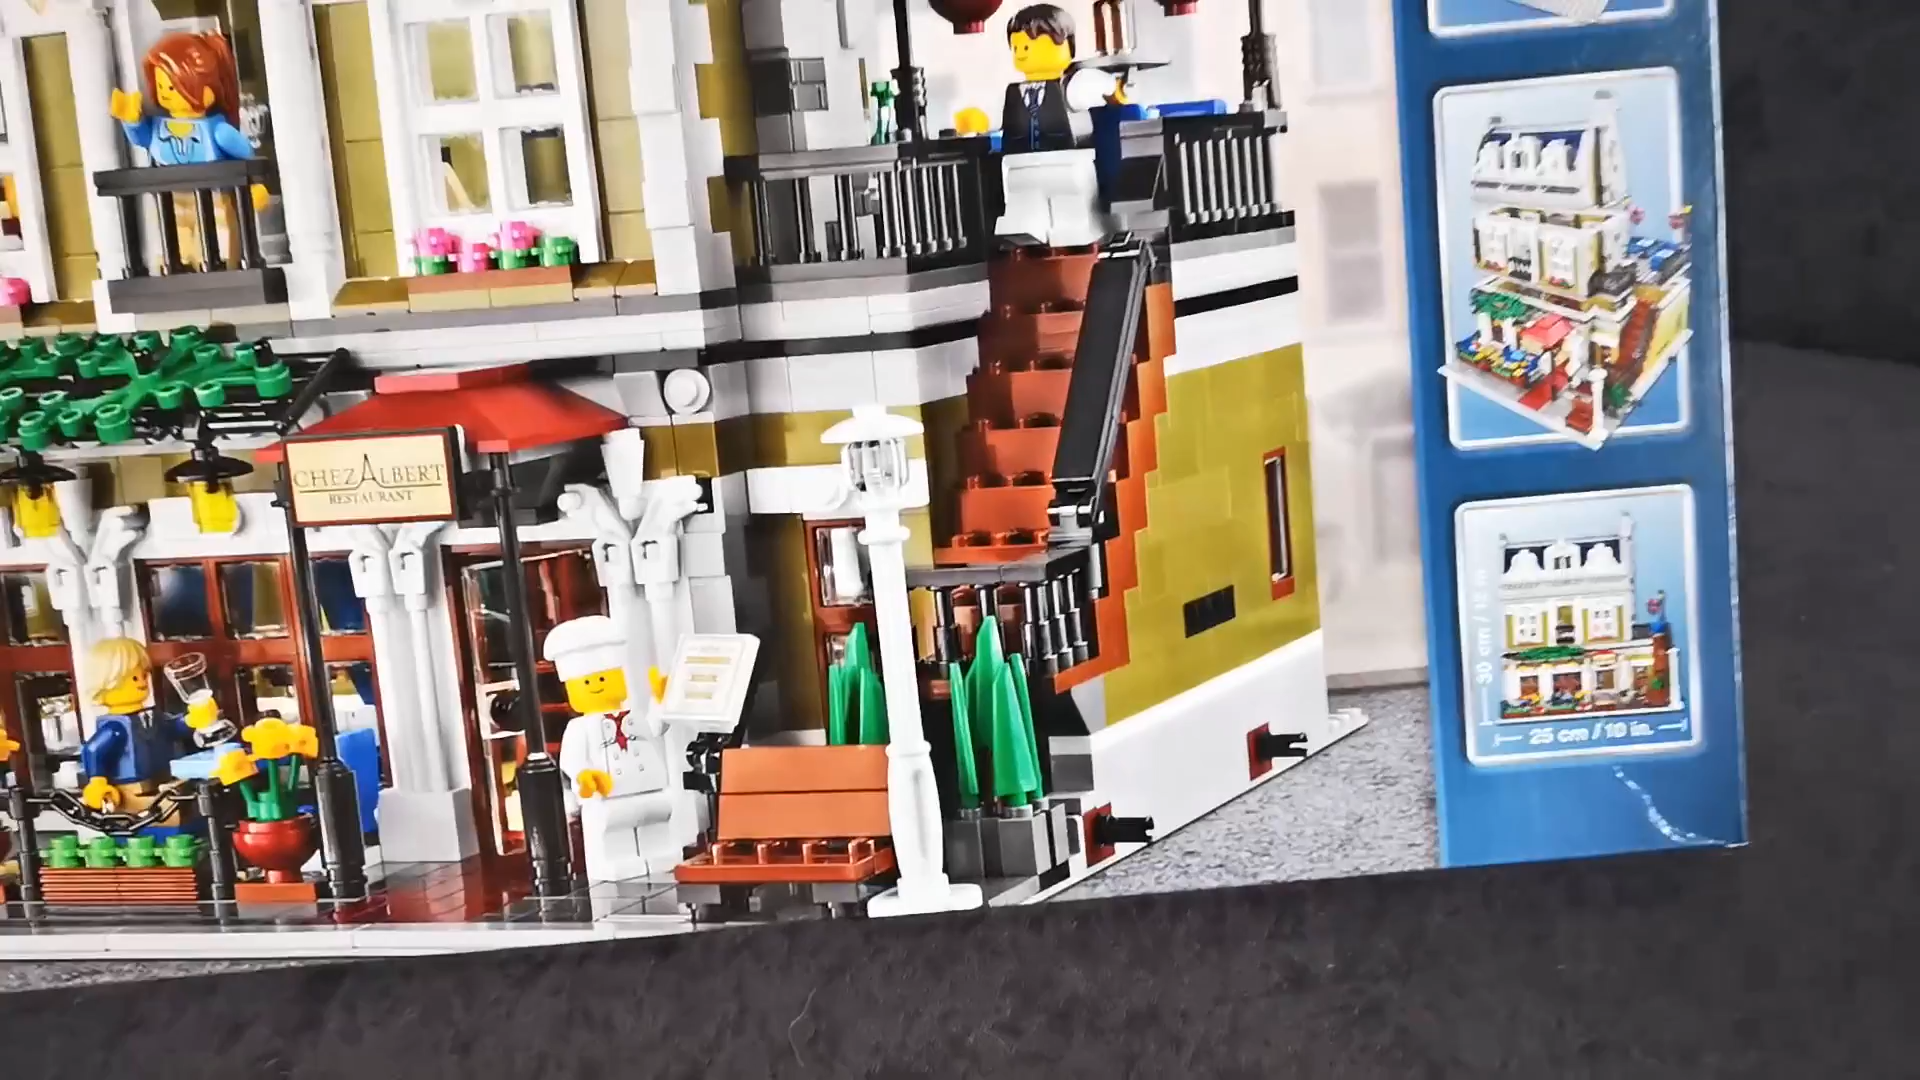 CHEZ ALBERT
RESTAURANT
30 cm / 12 in
25 cm / 10 in.